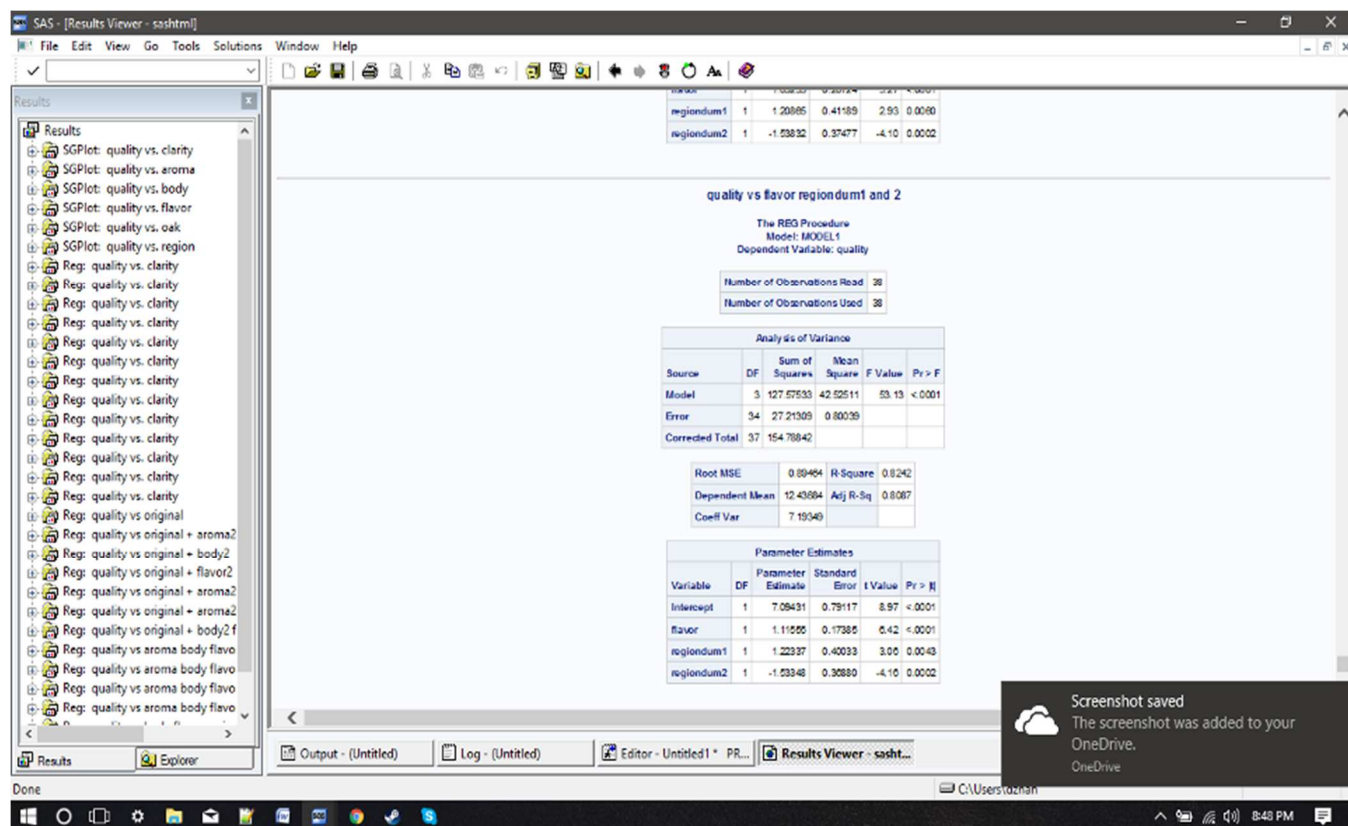 SAS - [Results Viewer - sashtml]
File Edit View Go Tools Solutions Window Help
Results
Results
SGPlot: quality vs. clarity
SGPlot: quality vs. aroma
SGPlot: quality vs. body
SGPlot: quality vs. flavor
SGPlot: quality vs. oak
SGPlot: quality vs. region
Reg: quality vs. clarity
Reg: quality vs. clarity
Reg: quality vs. clarity
Reg: quality vs. clarity
Reg: quality vs. clarity
Reg: quality vs. clarity
Reg: quality vs. clarity
Reg: quality vs. clarity
Reg: quality vs. clarity
Reg: quality vs. clarity
Reg: quality vs. clarity
Reg: quality vs. clarity
Reg: quality vs. clarity
Reg: quality vs original
Reg: quality vs original + aroma2
Reg: quality vs original + body2
Reg: quality vs original + flavor2
Reg: quality vs original + aroma2
Reg: quality vs original + aroma2
Reg: quality vs original + body2 f
Reg: quality vs aroma body flavo
Reg: quality vs aroma body flavo
Reg: quality vs aroma body flavo
Reg: quality vs aroma body flavo
Results Explorer
regiondum1 1 1.20865 0.41189 2.93 0.0060
regiondum2 1 -1.53832 0.37477 -4.10 0.0002
quality vs flavor regiondum1 and 2
The REG Procedure
Model: MODEL1
Dependent Variable: quality
Number of Observations Read 38
Number of Observations Used 38
Analysis of Variance
Source DF Sum of Squares Mean Square F Value Pr > F
Model 3 127.57533 42.52511 53.13 <.0001
Error 34 27.21309 0.80039
Corrected Total 37 154.78842
Root MSE 0.89464 R-Square 0.8242
Dependent Mean 12.43684 Adj R-Sq 0.8087
Coeff Var 7.19349
Parameter Estimates
Variable DF Parameter Estimate Standard Error t Value Pr > |t|
Intercept 1 7.09431 0.79117 8.97 <.0001
flavor 1 1.11555 0.17385 6.42 <.0001
regiondum1 1 1.22337 0.40033 3.06 0.0043
regiondum2 1 -1.53348 0.36880 -4.16 0.0002
Output - (Untitled) Log - (Untitled) Editor - Untitled1 * PR... Results Viewer - sasht...
Done C:\Users\dzhan
Screenshot saved
The screenshot was added to your
OneDrive.
OneDrive
8:48 PM